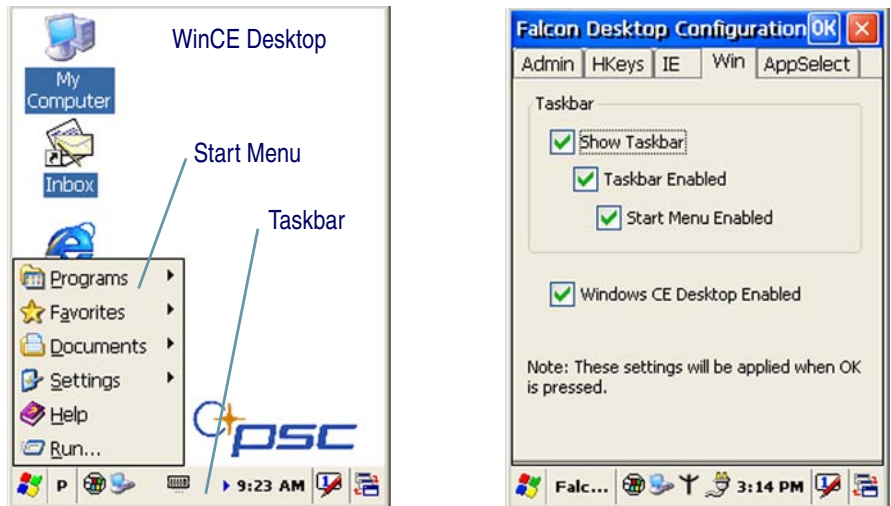 WinCE Desktop
My
Computer
Start Menu
Inbox
Taskbar
Programs
Favorites
Documents
Settings
Help
Run...
psc
P
9:23 AM
Falcon Desktop Configuration OK
Admin HKeys IE Win AppSelect
Taskbar
Show Taskbar
Taskbar Enabled
Start Menu Enabled
Windows CE Desktop Enabled
Note: These settings will be applied when OK
is pressed.
Falc... 3:14 PM